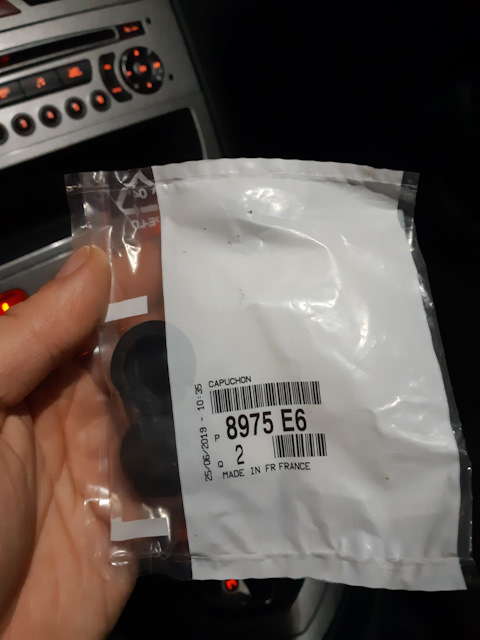 CAPUCHON
P 8975 E6
Q 2
MADE IN FR FRANCE
25/06/2019 - 10:35